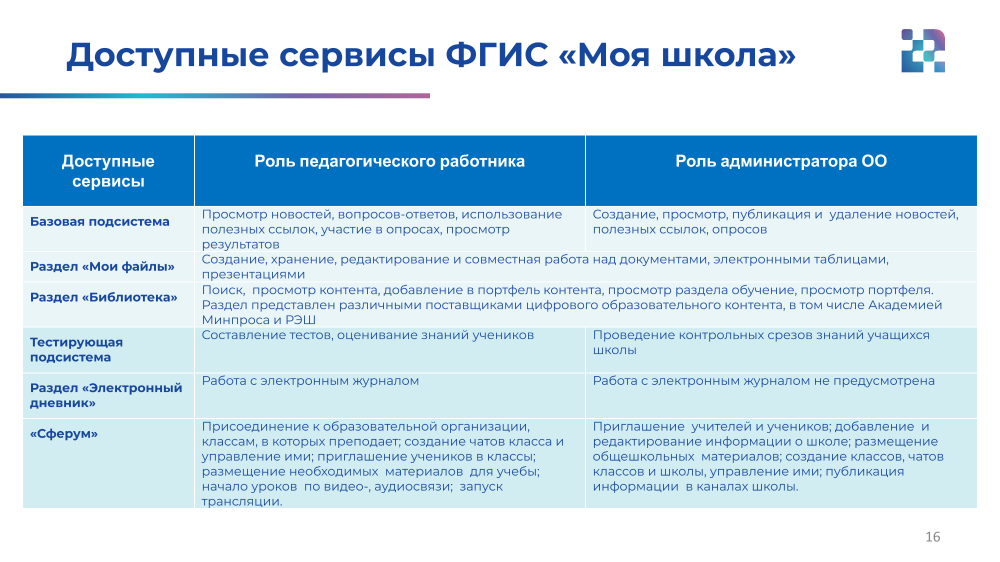 Доступные сервисы ФГИС «Моя школа»
Доступные
сервисы
Роль педагогического работника
Роль администратора ОО
Базовая подсистема
Просмотр новостей, вопросов-ответов, использование
полезных ссылок, участие в опросах, просмотр
результатов
Создание, просмотр, публикация и  удаление новостей,
полезных ссылок, опросов
Раздел «Мои файлы»
Создание, хранение, редактирование и совместная работа над документами, электронными таблицами,
презентациями
Раздел «Библиотека»
Поиск,  просмотр контента, добавление в портфель контента, просмотр раздела обучение, просмотр портфеля.
Раздел представлен различными поставщиками цифрового образовательного контента, в том числе Академией
Минпроса и РЭШ
Тестирующая
подсистема
Составление тестов, оценивание знаний учеников
Проведение контрольных срезов знаний учащихся
школы
Раздел «Электронный
дневник»
Работа с электронным журналом
Работа с электронным журналом не предусмотрена
«Сферум»
Присоединение к образовательной организации,
классам, в которых преподает; создание чатов класса и
управление ими; приглашение учеников в классы;
размещение необходимых  материалов  для учебы;
начало уроков  по видео-, аудиосвязи;  запуск
трансляции.
Приглашение  учителей и учеников; добавление  и
редактирование информации о школе; размещение
общешкольных  материалов; создание классов, чатов
классов и школы, управление ими; публикация
информации  в каналах школы.
16